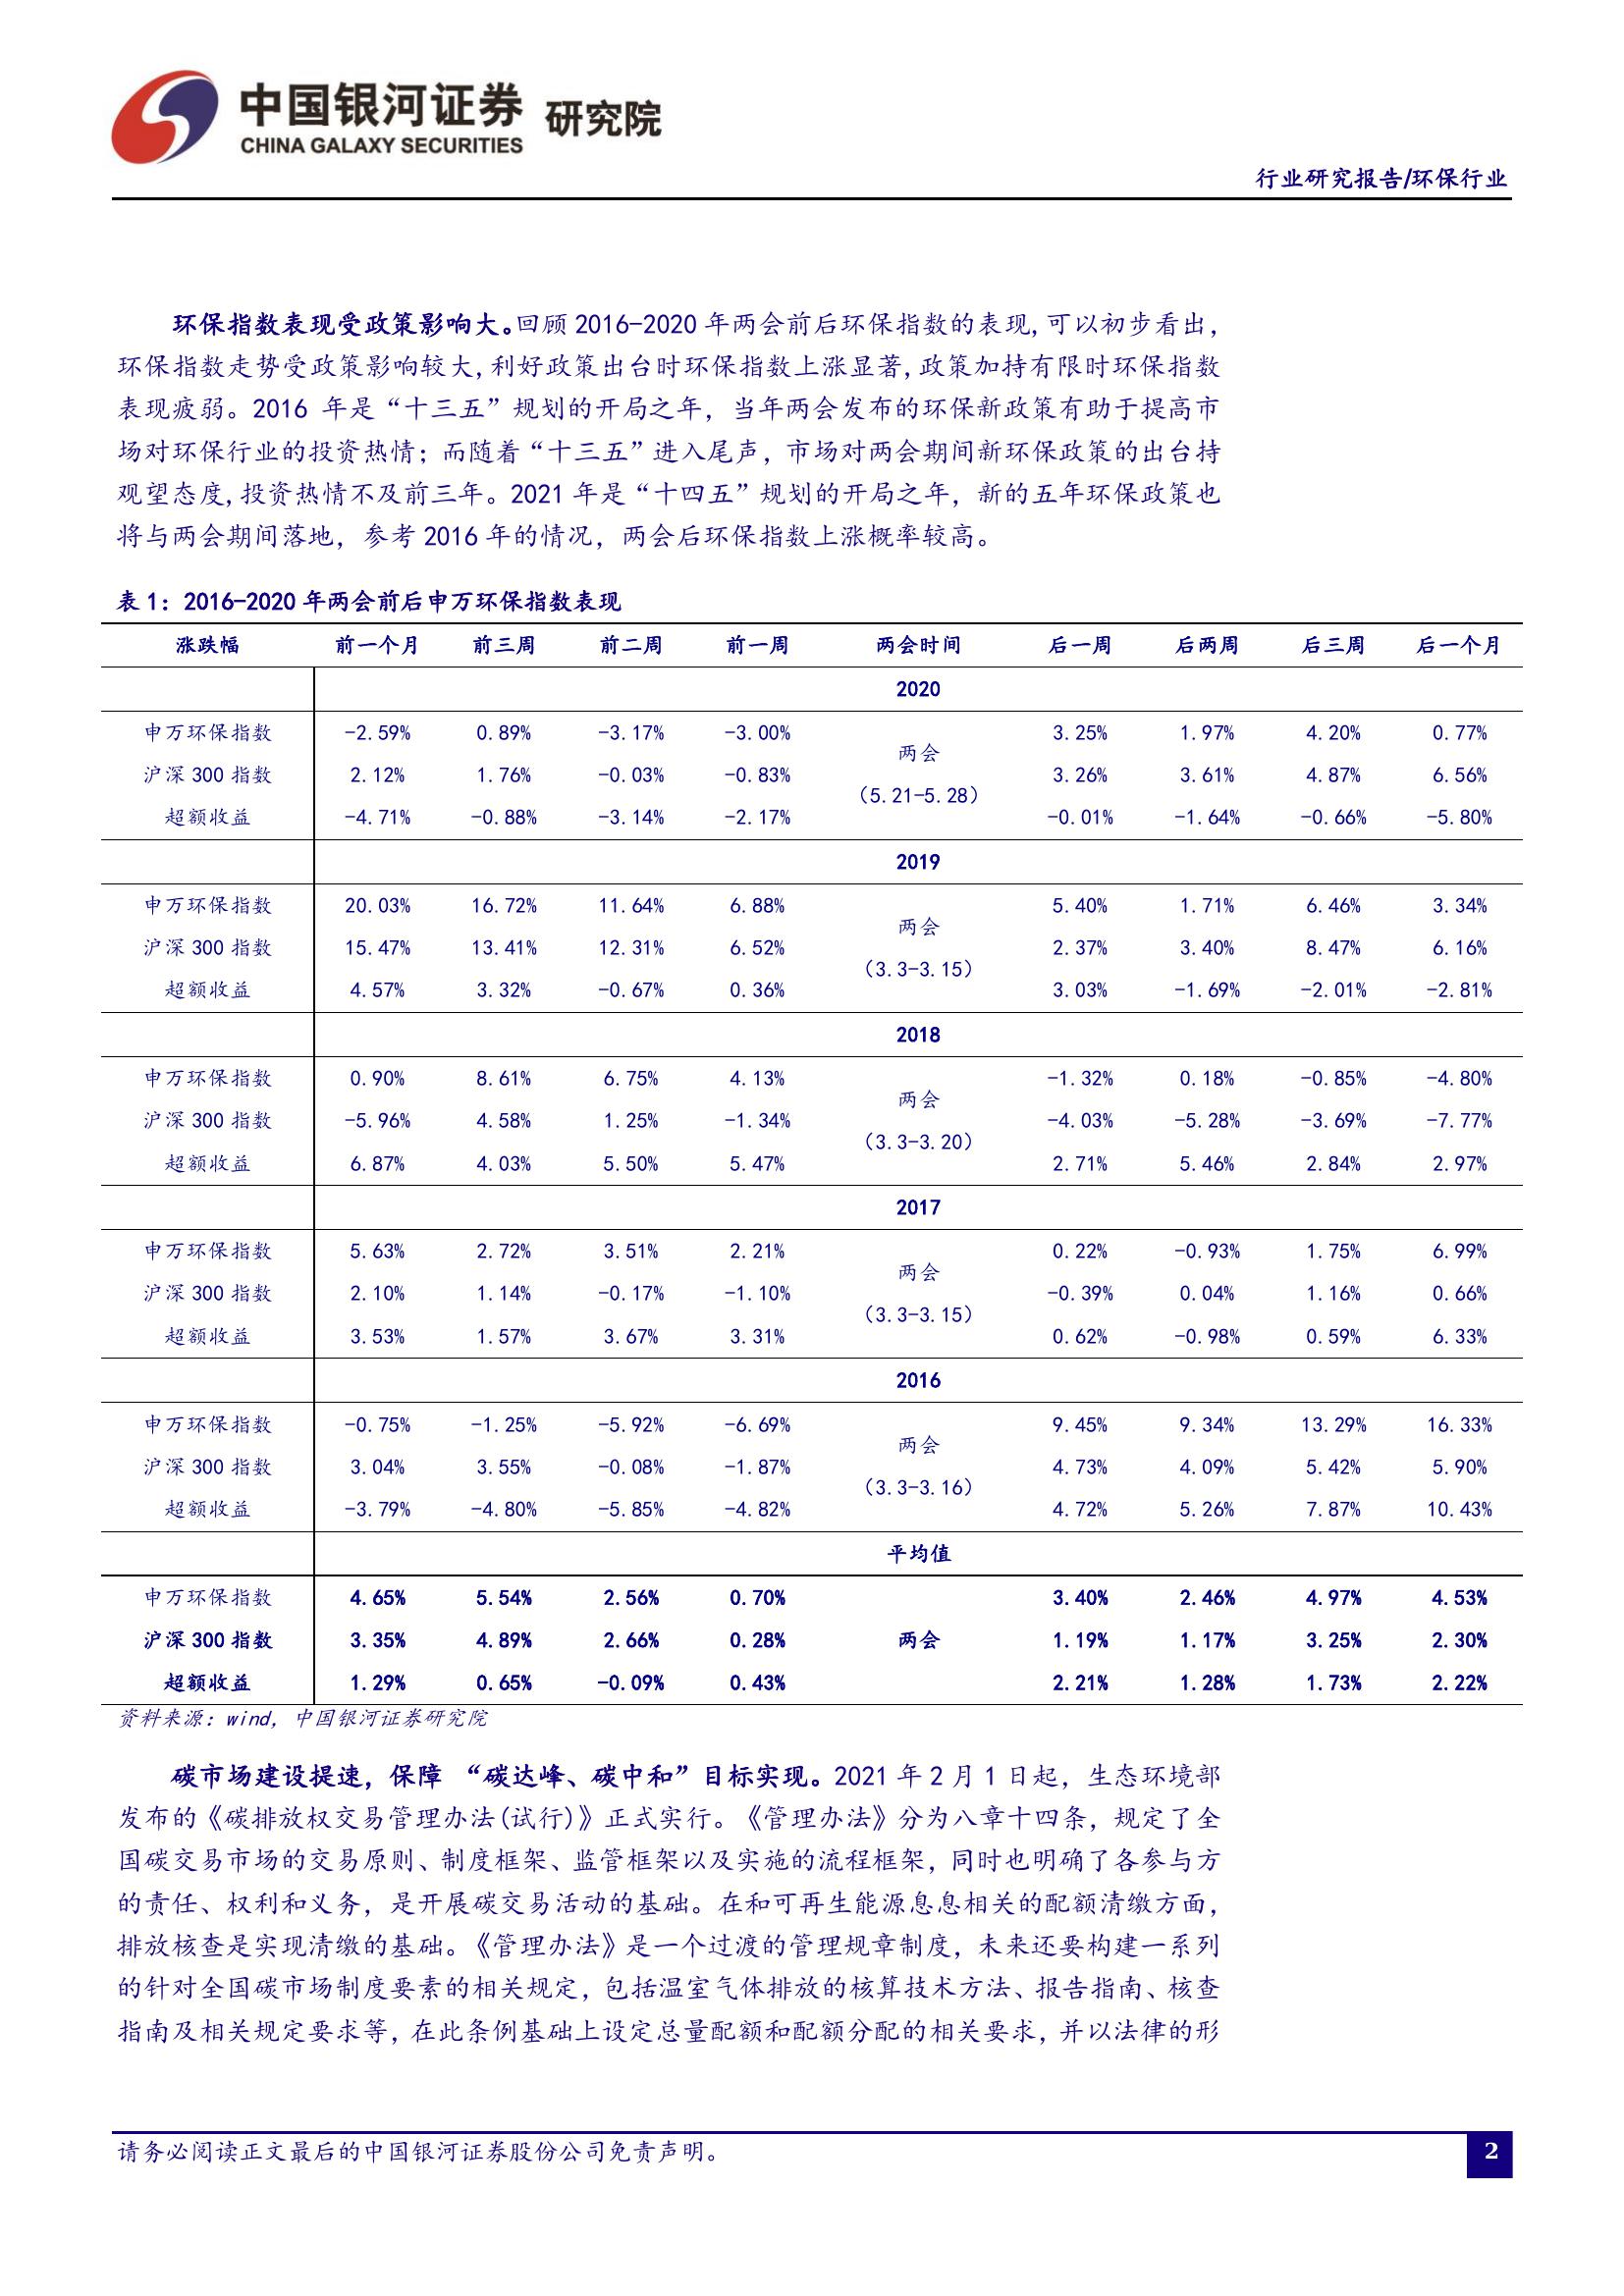 中国银河证券 研究院
CHINA GALAXY SECURITIES
行业研究报告/环保行业
环保指数表现受政策影响大。回顾 2016-2020 年两会前后环保指数的表现,可以初步看出,
环保指数走势受政策影响较大,利好政策出台时环保指数上涨显著,政策加持有限时环保指数
表现疲弱。2016 年是“十三五”规划的开局之年，当年两会发布的环保新政策有助于提高市
场对环保行业的投资热情；而随着“十三五”进入尾声，市场对两会期间新环保政策的出台持
观望态度,投资热情不及前三年。2021 年是“十四五”规划的开局之年，新的五年环保政策也
将与两会期间落地，参考 2016 年的情况，两会后环保指数上涨概率较高。
表 1：2016-2020 年两会前后申万环保指数表现
涨跌幅 前一个月 前三周 前二周 前一周 两会时间 后一周 后两周 后三周 后一个月
2020
申万环保指数 -2.59% 0.89% -3.17% -3.00% 3.25% 1.97% 4.20% 0.77%
两会
沪深 300 指数 2.12% 1.76% -0.03% -0.83% 3.26% 3.61% 4.87% 6.56%
（5.21-5.28）
超额收益 -4.71% -0.88% -3.14% -2.17% -0.01% -1.64% -0.66% -5.80%
2019
申万环保指数 20.03% 16.72% 11.64% 6.88% 5.40% 1.71% 6.46% 3.34%
两会
沪深 300 指数 15.47% 13.41% 12.31% 6.52% 2.37% 3.40% 8.47% 6.16%
（3.3-3.15）
超额收益 4.57% 3.32% -0.67% 0.36% 3.03% -1.69% -2.01% -2.81%
2018
申万环保指数 0.90% 8.61% 6.75% 4.13% -1.32% 0.18% -0.85% -4.80%
两会
沪深 300 指数 -5.96% 4.58% 1.25% -1.34% -4.03% -5.28% -3.69% -7.77%
（3.3-3.20）
超额收益 6.87% 4.03% 5.50% 5.47% 2.71% 5.46% 2.84% 2.97%
2017
申万环保指数 5.63% 2.72% 3.51% 2.21% 0.22% -0.93% 1.75% 6.99%
两会
沪深 300 指数 2.10% 1.14% -0.17% -1.10% -0.39% 0.04% 1.16% 0.66%
（3.3-3.15）
超额收益 3.53% 1.57% 3.67% 3.31% 0.62% -0.98% 0.59% 6.33%
2016
申万环保指数 -0.75% -1.25% -5.92% -6.69% 9.45% 9.34% 13.29% 16.33%
两会
沪深 300 指数 3.04% 3.55% -0.08% -1.87% 4.73% 4.09% 5.42% 5.90%
（3.3-3.16）
超额收益 -3.79% -4.80% -5.85% -4.82% 4.72% 5.26% 7.87% 10.43%
平均值
申万环保指数 4.65% 5.54% 2.56% 0.70% 3.40% 2.46% 4.97% 4.53%
沪深 300 指数 3.35% 4.89% 2.66% 0.28% 两会 1.19% 1.17% 3.25% 2.30%
超额收益 1.29% 0.65% -0.09% 0.43% 2.21% 1.28% 1.73% 2.22%
资料来源：wind，中国银河证券研究院
碳市场建设提速，保障 “碳达峰、碳中和”目标实现。2021 年 2 月 1 日起，生态环境部
发布的《碳排放权交易管理办法(试行)》正式实行。《管理办法》分为八章十四条，规定了全
国碳交易市场的交易原则、制度框架、监管框架以及实施的流程框架，同时也明确了各参与方
的责任、权利和义务，是开展碳交易活动的基础。在和可再生能源息息相关的配额清缴方面，
排放核查是实现清缴的基础。《管理办法》是一个过渡的管理规章制度，未来还要构建一系列
的针对全国碳市场制度要素的相关规定，包括温室气体排放的核算技术方法、报告指南、核查
指南及相关规定要求等，在此条例基础上设定总量配额和配额分配的相关要求，并以法律的形
请务必阅读正文最后的中国银河证券股份公司免责声明。
2